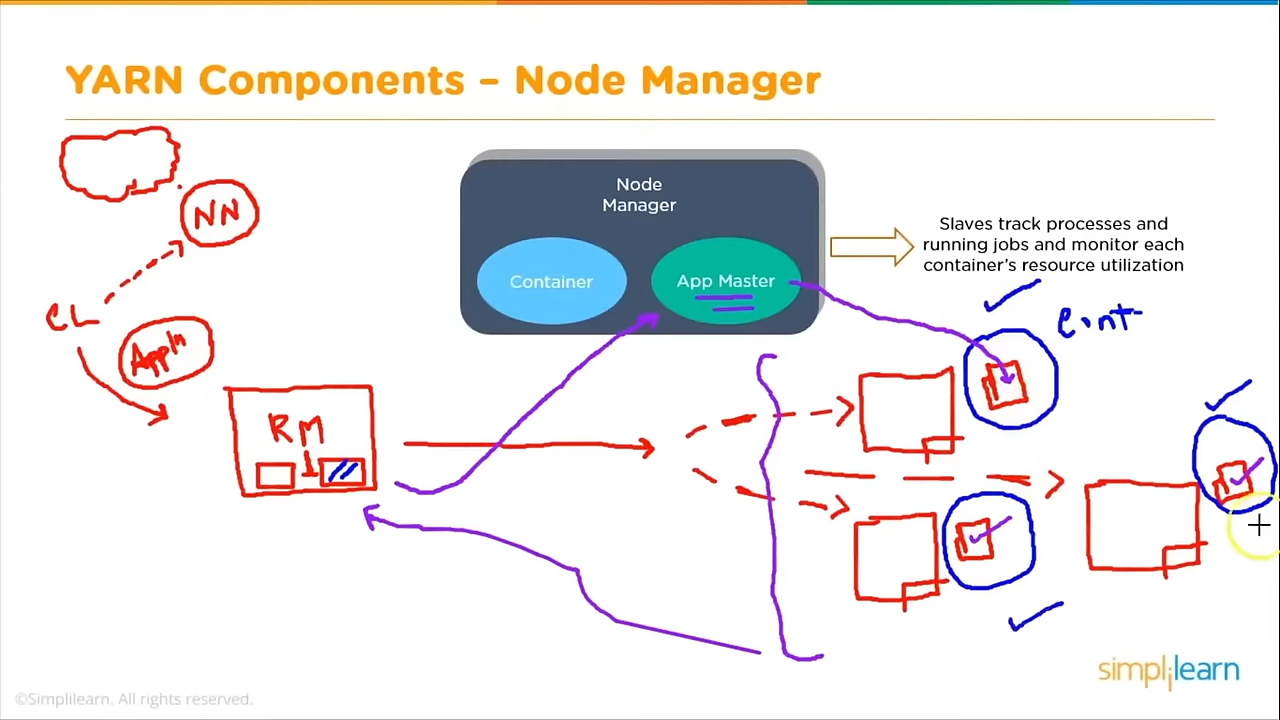 YARN Components – Node Manager
NN
Node
Manager
Container
App Master
Slaves track processes and
running jobs and monitor each
container's resource utilization
CL
Appln
Cont
RM
simplilearn
©Simplilearn. All rights reserved.